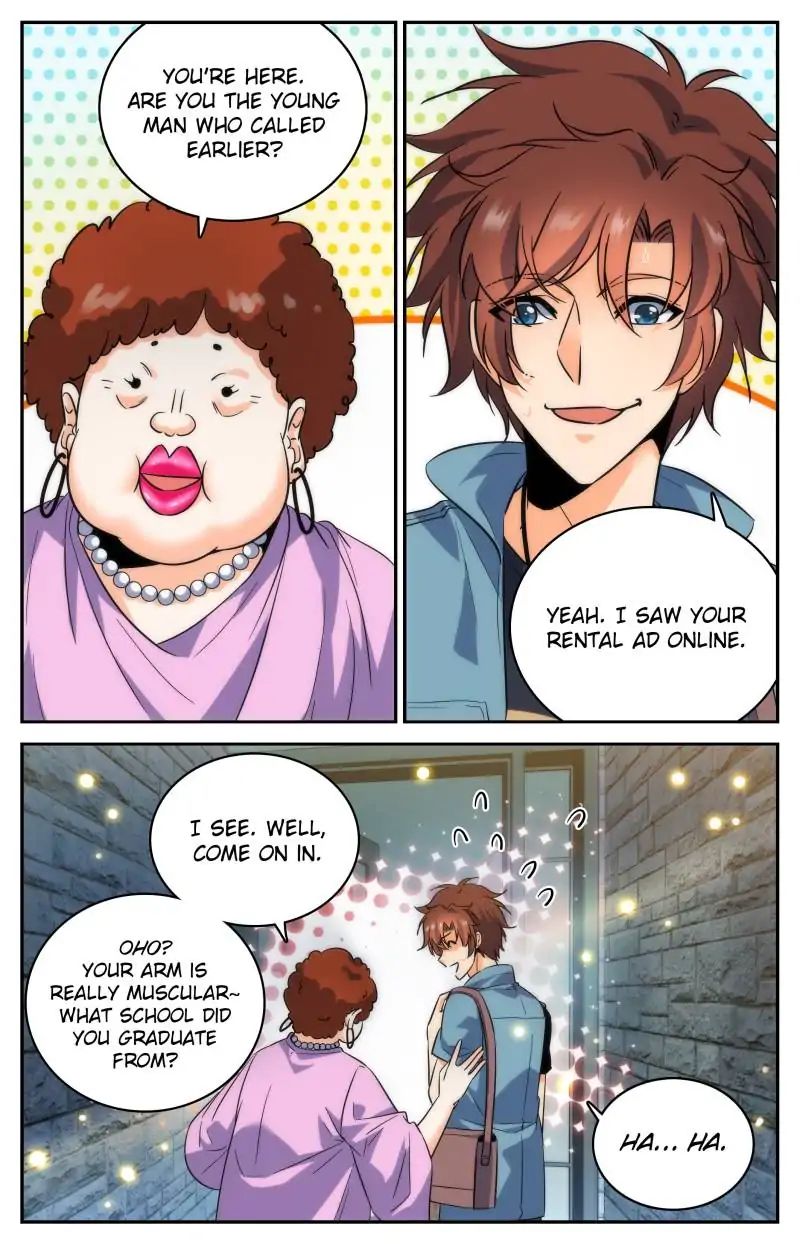 YOU'RE HERE.
ARE YOU THE YOUNG
MAN WHO CALLED
EARLIER?
YEAH. I SAW YOUR
RENTAL AD ONLINE.
I SEE. WELL,
COME ON IN.
OHO?
YOUR ARM IS
REALLY MUSCULAR~
WHAT SCHOOL DID
YOU GRADUATE
FROM?
HA... HA.